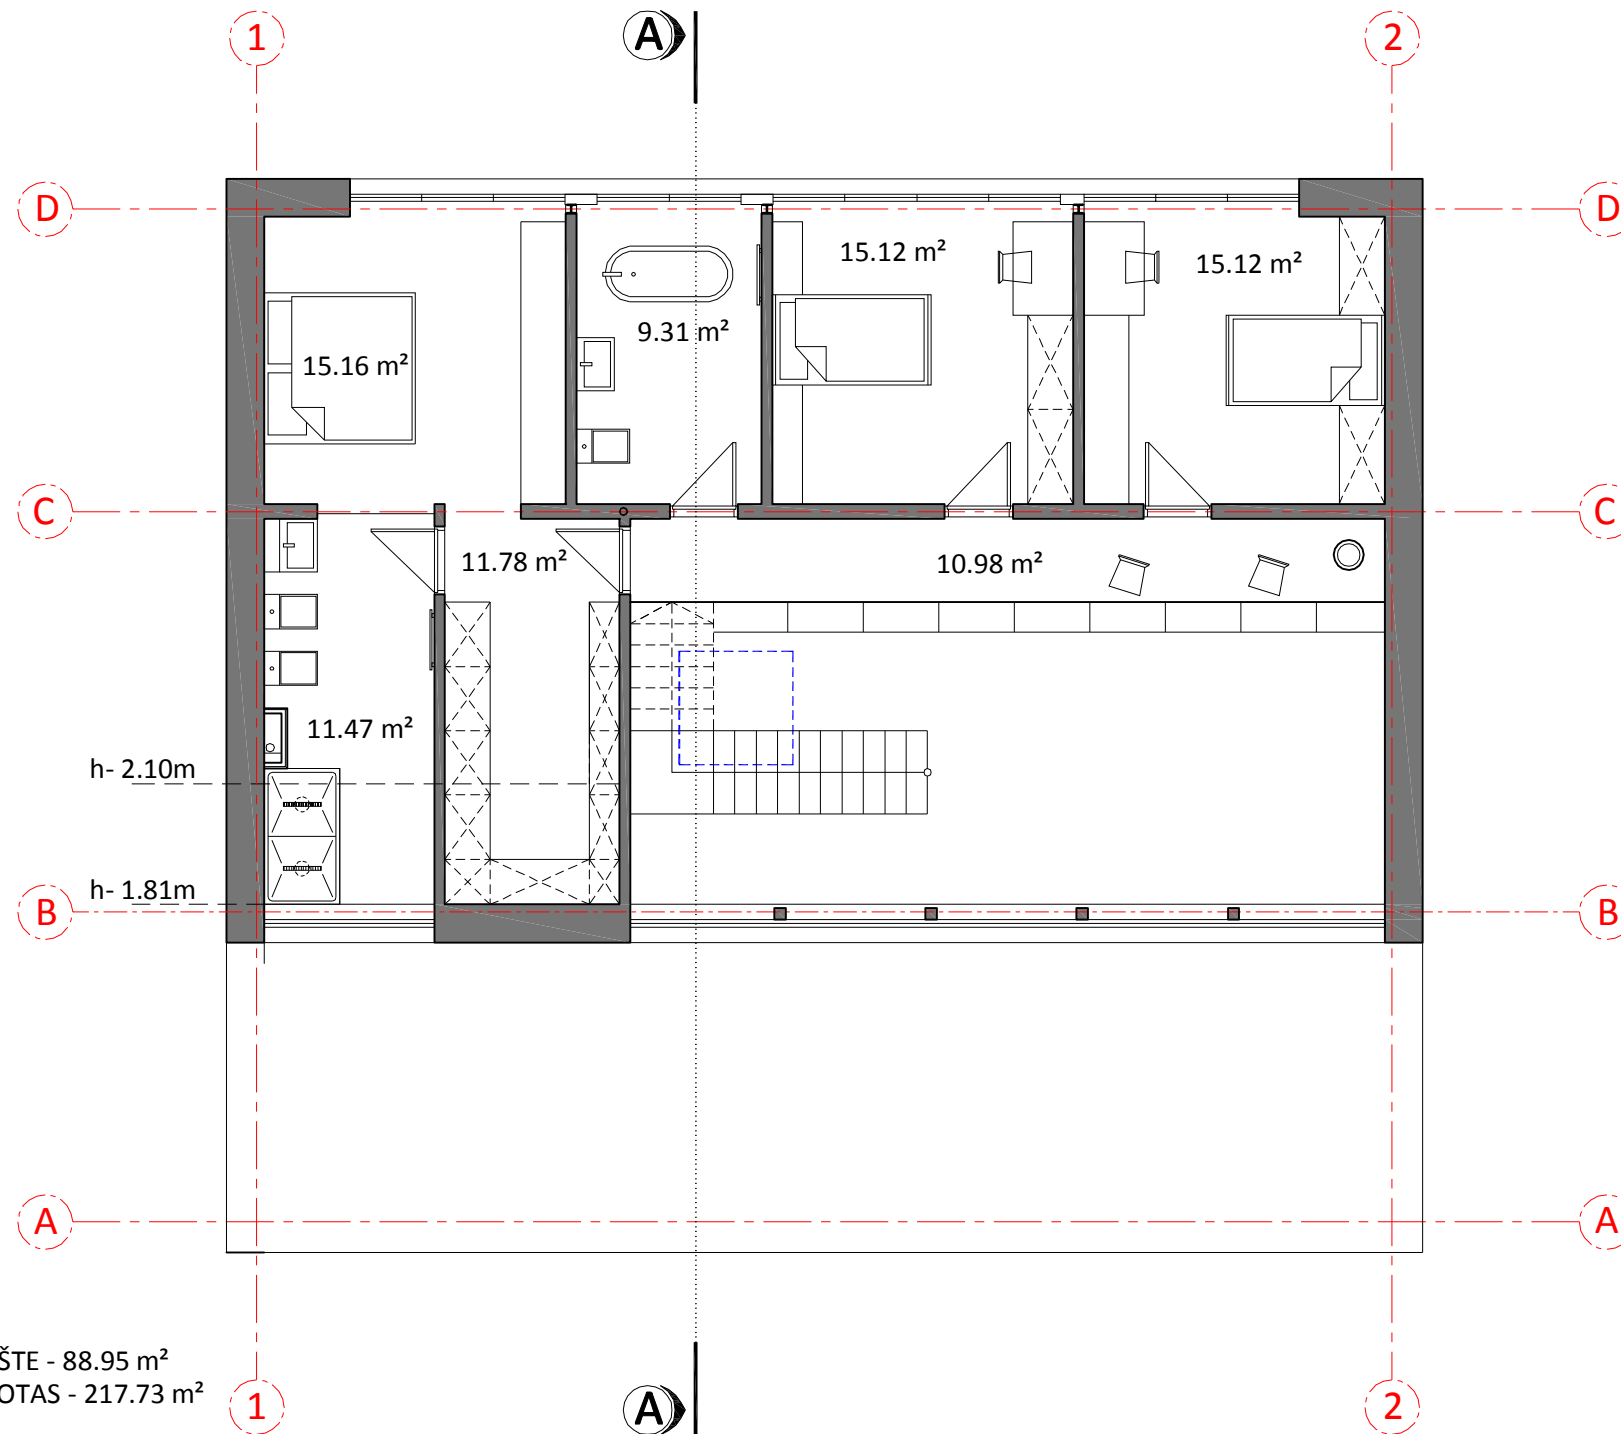 1
A
2
D
D
15.12 m²
15.12 m²
9.31 m²
15.16 m²
C
C
11.78 m²
10.98 m²
11.47 m²
h- 2.10m
h- 1.81m
B
B
A
A
ŠTE - 88.95 m²
OTAS - 217.73 m²
1
A
2